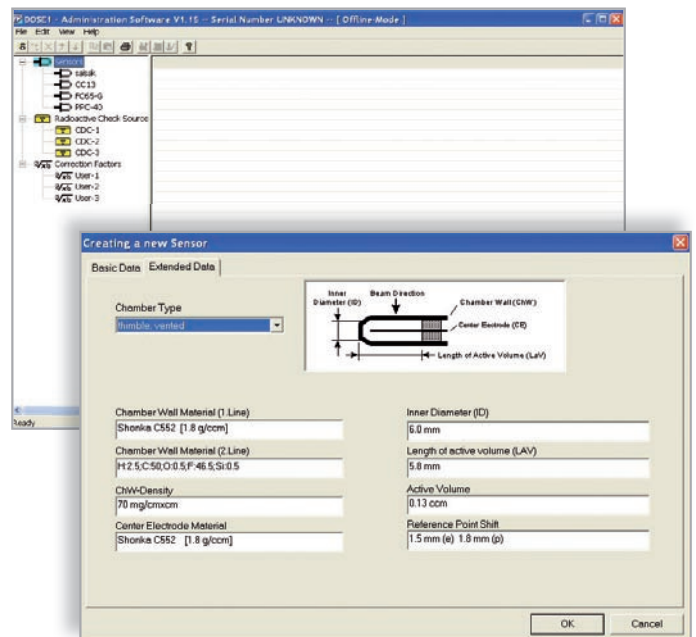 DOSE1 - Administration Software V1.15 -- Serial Number UNKNOWN -- [ Offline-Mode ]
File Edit View Help
Sensors
CC13
FC65-G
PPC-40
Radioactive Check Source
CDC-1
CDC-2
CDC-3
Correction Factors
User-1
User-2
User-3
Ready
Creating a new Sensor
Basic Data Extended Data
Chamber Type
thimble, vented
Inner Diameter (ID)
Beam Direction
Chamber Wall (ChW)
Center Electrode (CE)
Length of Active Volume (LaV)
Chamber Wall Material (1.Line)
Shonka C552 [1.8 g/ccm]
Chamber Wall Material (2.Line)
H:2.5;C:50;O:0.5;F:46.5;Si:0.5
ChW-Density
70 mg/cmxcm
Center Electrode Material
Shonka C552 [1.8 g/ccm]
Inner Diameter (ID)
6.0 mm
Length of active volume (LAV)
5.8 mm
Active Volume
0.13 ccm
Reference Point Shift
1.5 mm (e) 1.8 mm (p)
OK Cancel